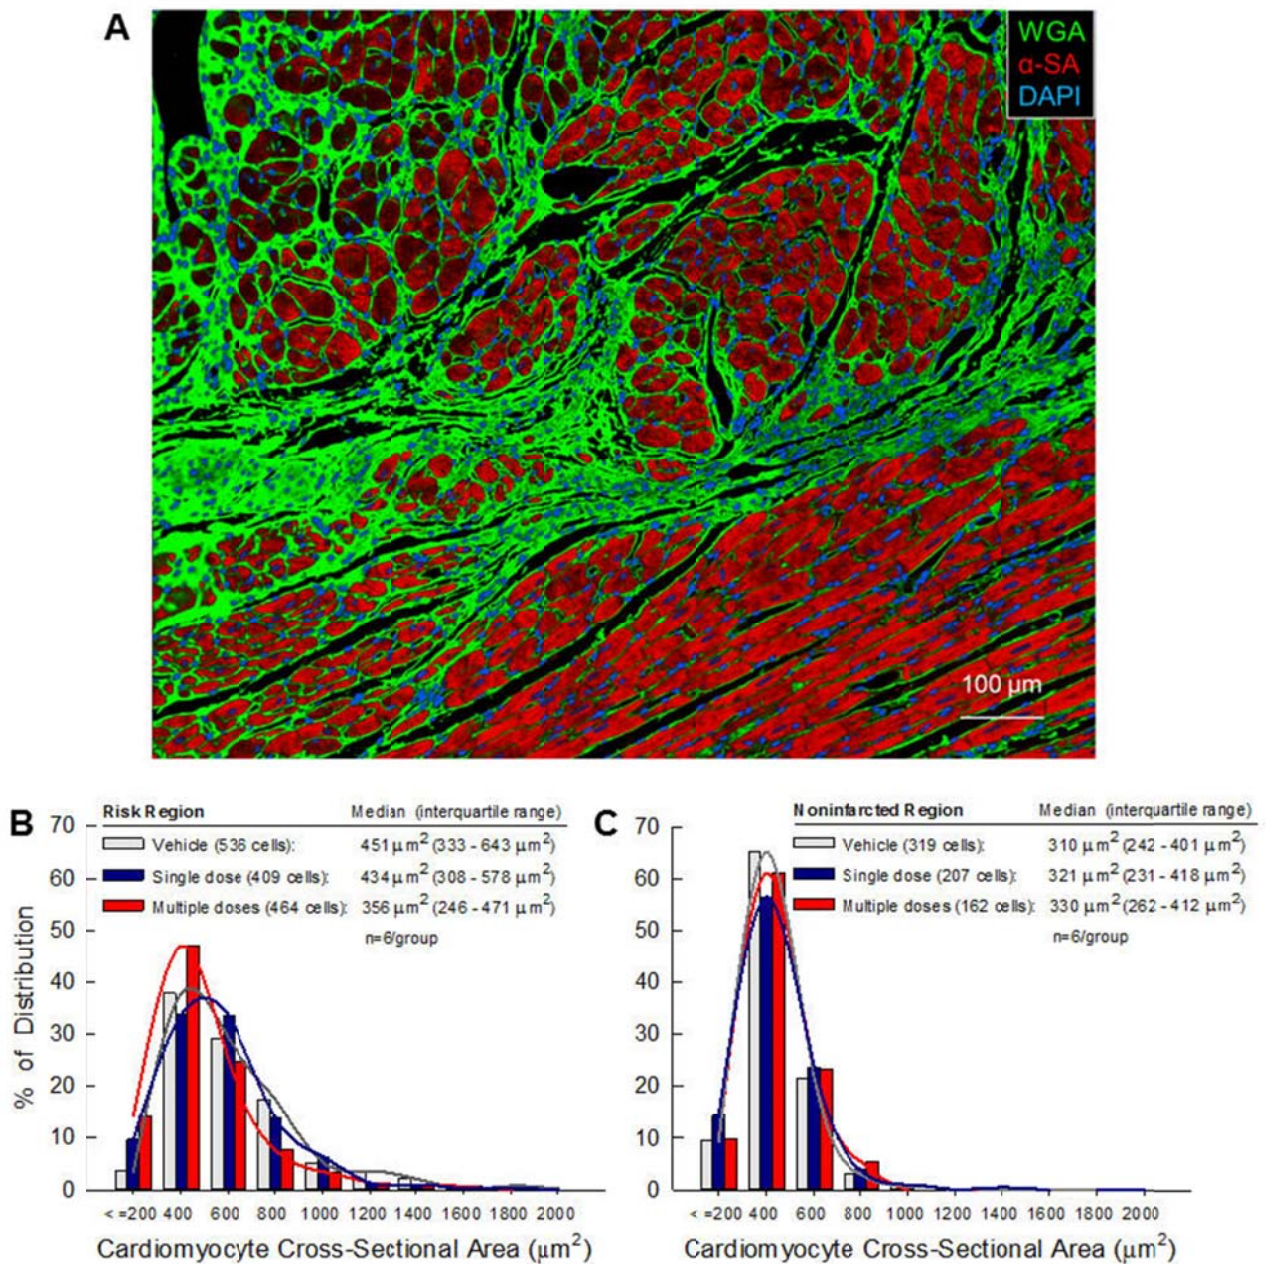 A
WGA
α-SA
DAPI
100 µm
B
Risk Region Median (interquartile range)
Vehicle (536 cells): 451 µm² (333 - 643 µm²)
Single dose (409 cells): 434 µm² (308 - 578 µm²)
Multiple doses (464 cells): 356 µm² (246 - 471 µm²)
n=6/group
% of Distribution
70
60
50
40
30
20
10
0
<=200 400 600 800 1000 1200 1400 1600 1800 2000
Cardiomyocyte Cross-Sectional Area (µm²)
C
Noninfarcted Region Median (interquartile range)
Vehicle (319 cells): 310 µm² (242 - 401 µm²)
Single dose (207 cells): 321 µm² (231 - 418 µm²)
Multiple doses (162 cells): 330 µm² (262 - 412 µm²)
n=6/group
70
60
50
40
30
20
10
0
<=200 400 600 800 1000 1200 1400 1600 1800 2000
Cardiomyocyte Cross-Sectional Area (µm²)